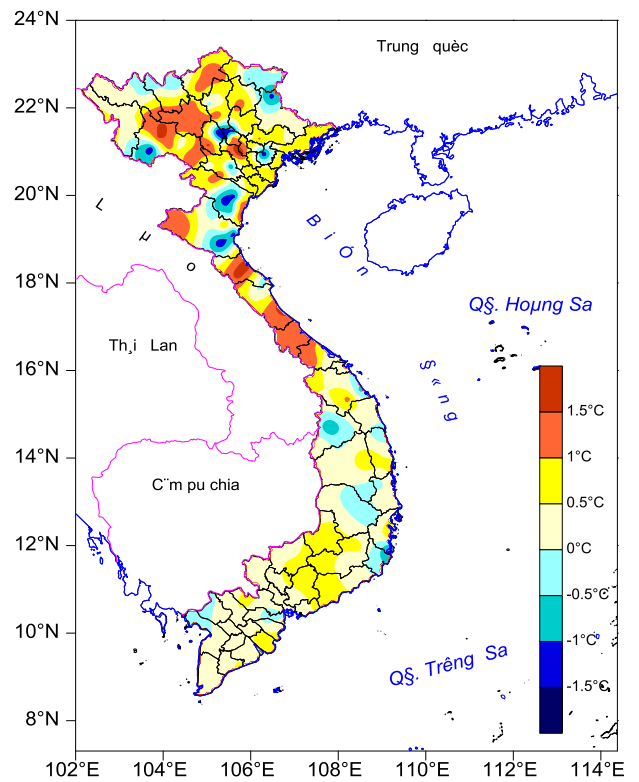 24°N
Trung quèc
22°N
20°N
L
µ
o
B i Ó n
18°N
Q§. Hoµng Sa
Th¸i Lan
16°N
§ « n g
1.5°C
1°C
0.5°C
0°C
-0.5°C
-1°C
-1.5°C
14°N
C¨m pu chia
12°N
10°N
Q§. Tr­êng Sa
8°N
102°E 104°E 106°E 108°E 110°E 112°E 114°E